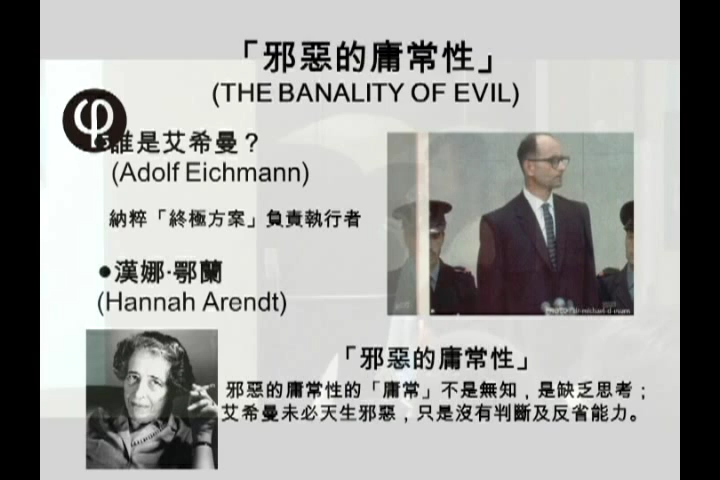 「邪惡的庸常性」
(THE BANALITY OF EVIL)
φ
誰是艾希曼？
(Adolf Eichmann)
納粹「終極方案」負責執行者
●漢娜·鄂蘭
(Hannah Arendt)
「邪惡的庸常性」
邪惡的庸常性的「庸常」不是無知，是缺乏思考；
艾希曼未必天生邪惡，只是沒有判斷及反省能力。